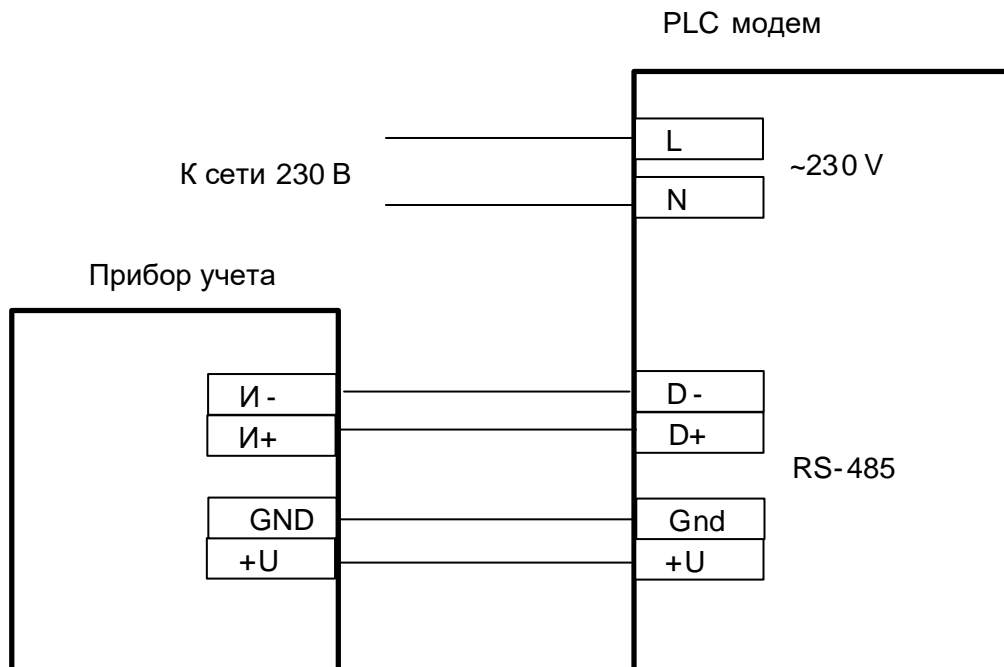 PLC модем
L
~230 V
К сети 230 В
N
Прибор учета
И -
D -
И+
D+
RS-485
GND
Gnd
+U
+U